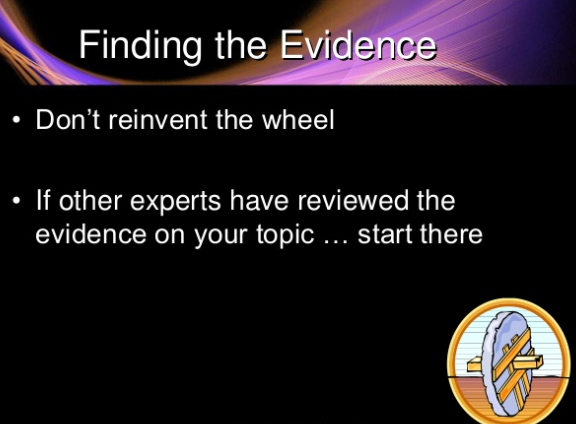 Finding the Evidence
• Don’t reinvent the wheel
• If other experts have reviewed the
evidence on your topic … start there